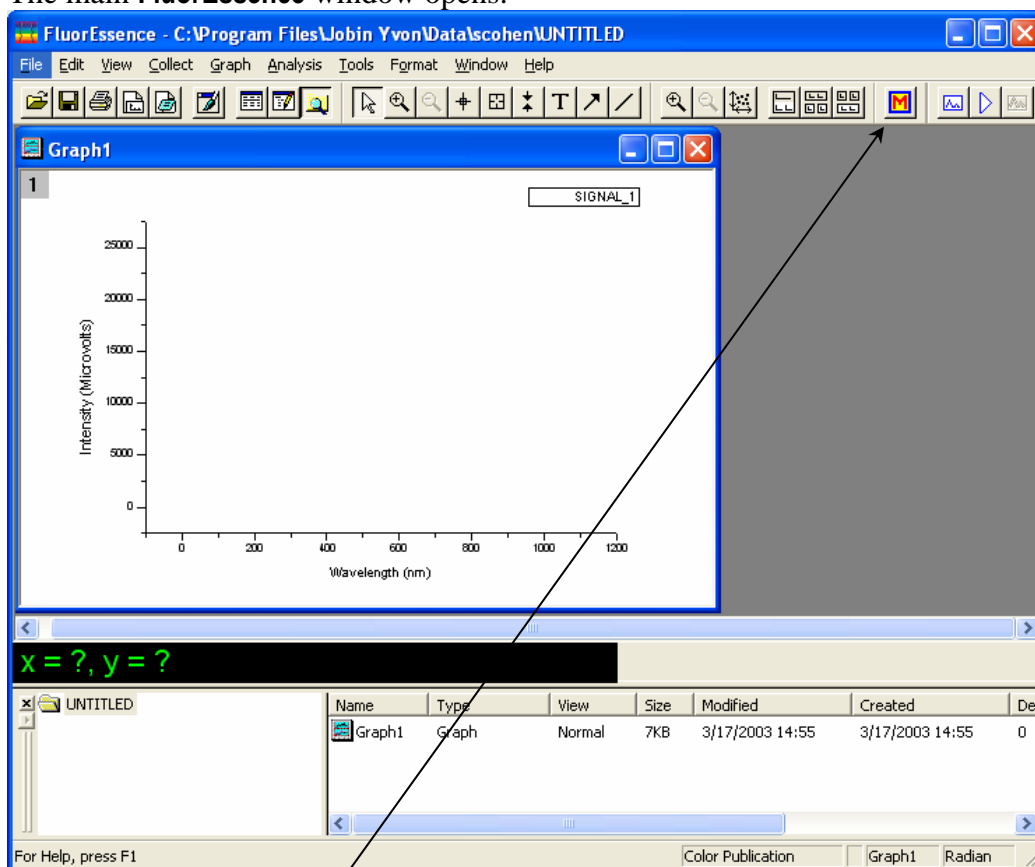 The main FluorEssence window opens:
FluorEssence - C:\Program Files\Jobin Yvon\Data\scohen\UNTITLED
File Edit View Collect Graph Analysis Tools Format Window Help
T
M
Graph1
1
SIGNAL_1
25000
20000
15000
10000
5000
0
Intensity (Microvolts)
0 200 400 600 800 1000 1200
Wavelength (nm)
x = ?, y = ?
UNTITLED
Name Type View Size Modified Created De
Graph1 Graph Normal 7KB 3/17/2003 14:55 3/17/2003 14:55 0
For Help, press F1
Color Publication Graph1 Radian